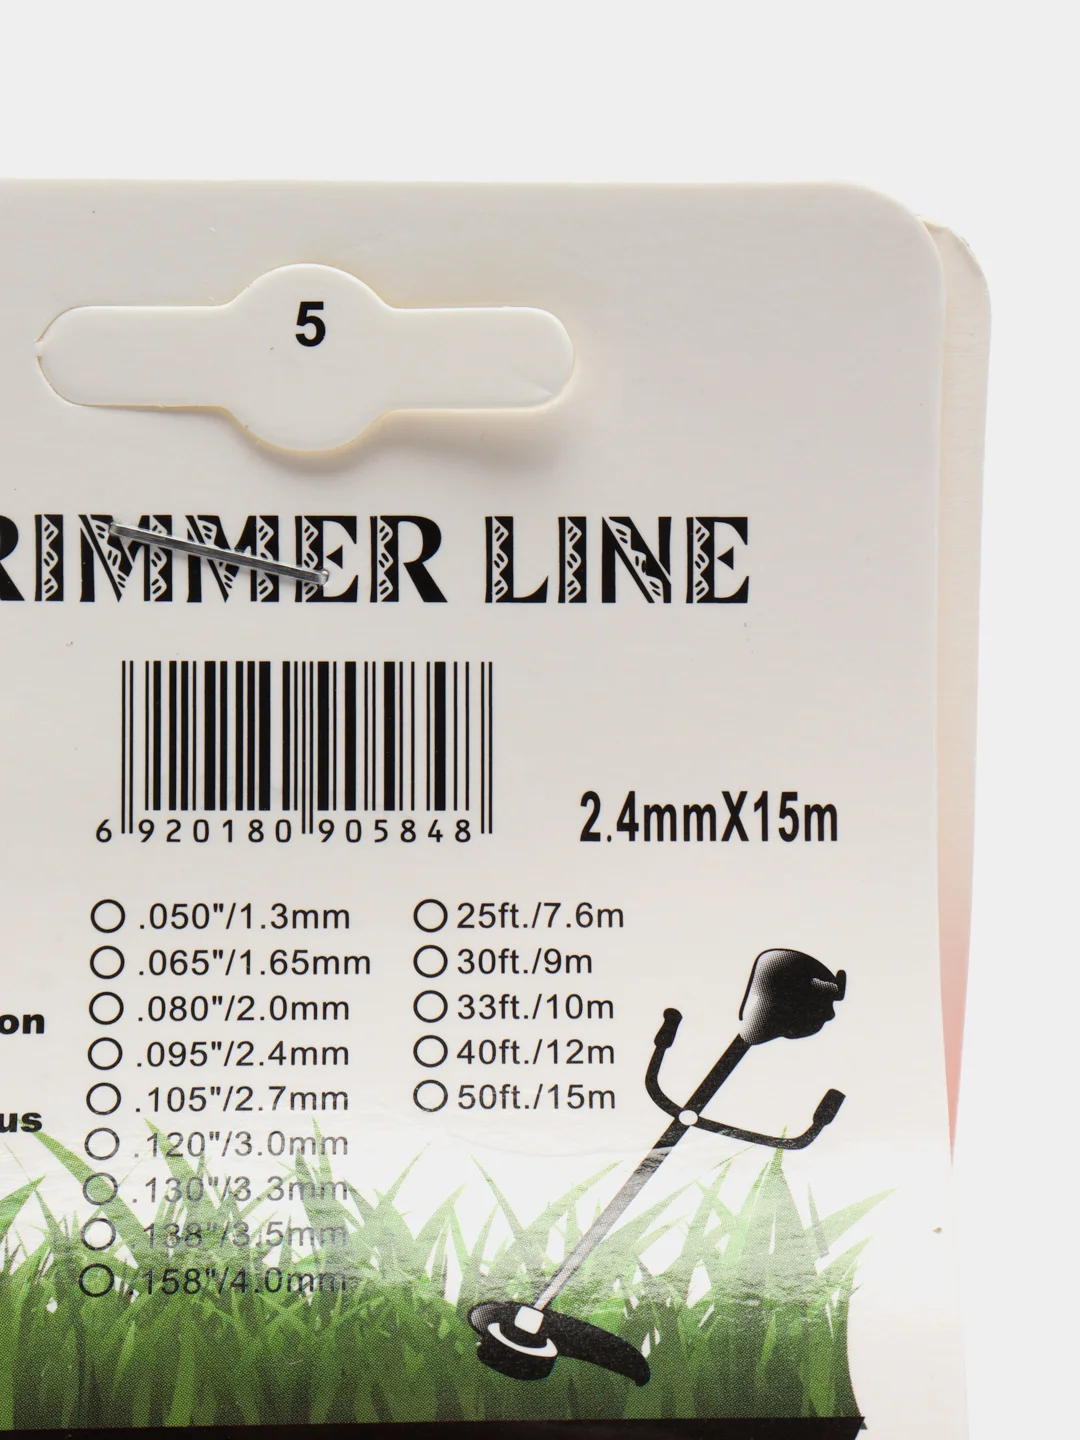 5
RIMMER LINE
6 920180 905848
2.4mmX15m
.050"/1.3mm 25ft./7.6m
.065"/1.65mm 30ft./9m
.080"/2.0mm 33ft./10m
on
.095"/2.4mm 40ft./12m
.105"/2.7mm 50ft./15m
us
.120"/3.0mm
.130"/3.3mm
.138"/3.5mm
.158"/4.0mm